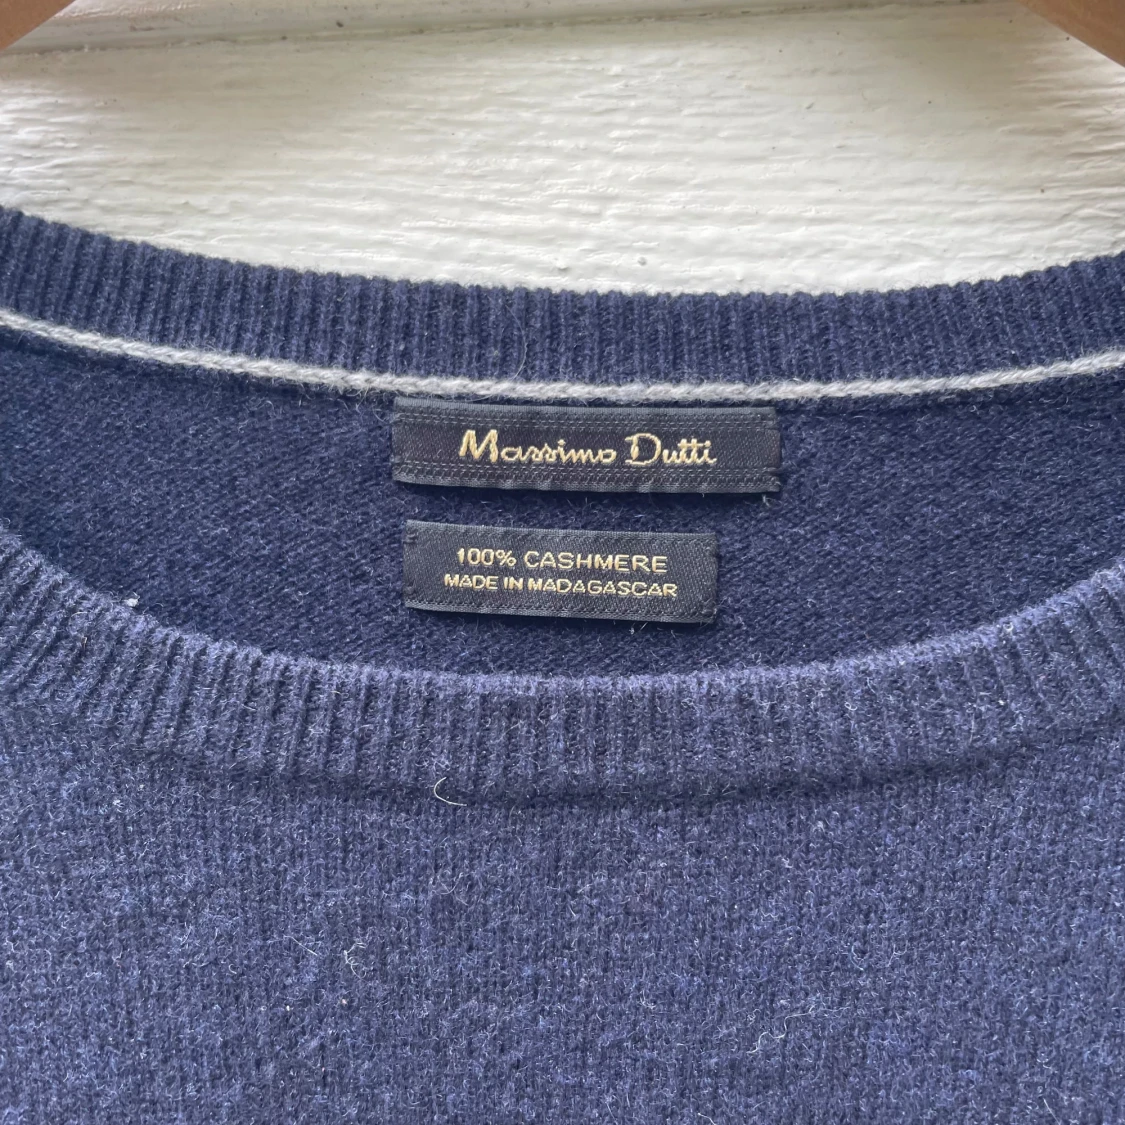 Massimo Dutti
100% CASHMERE
MADE IN MADAGASCAR